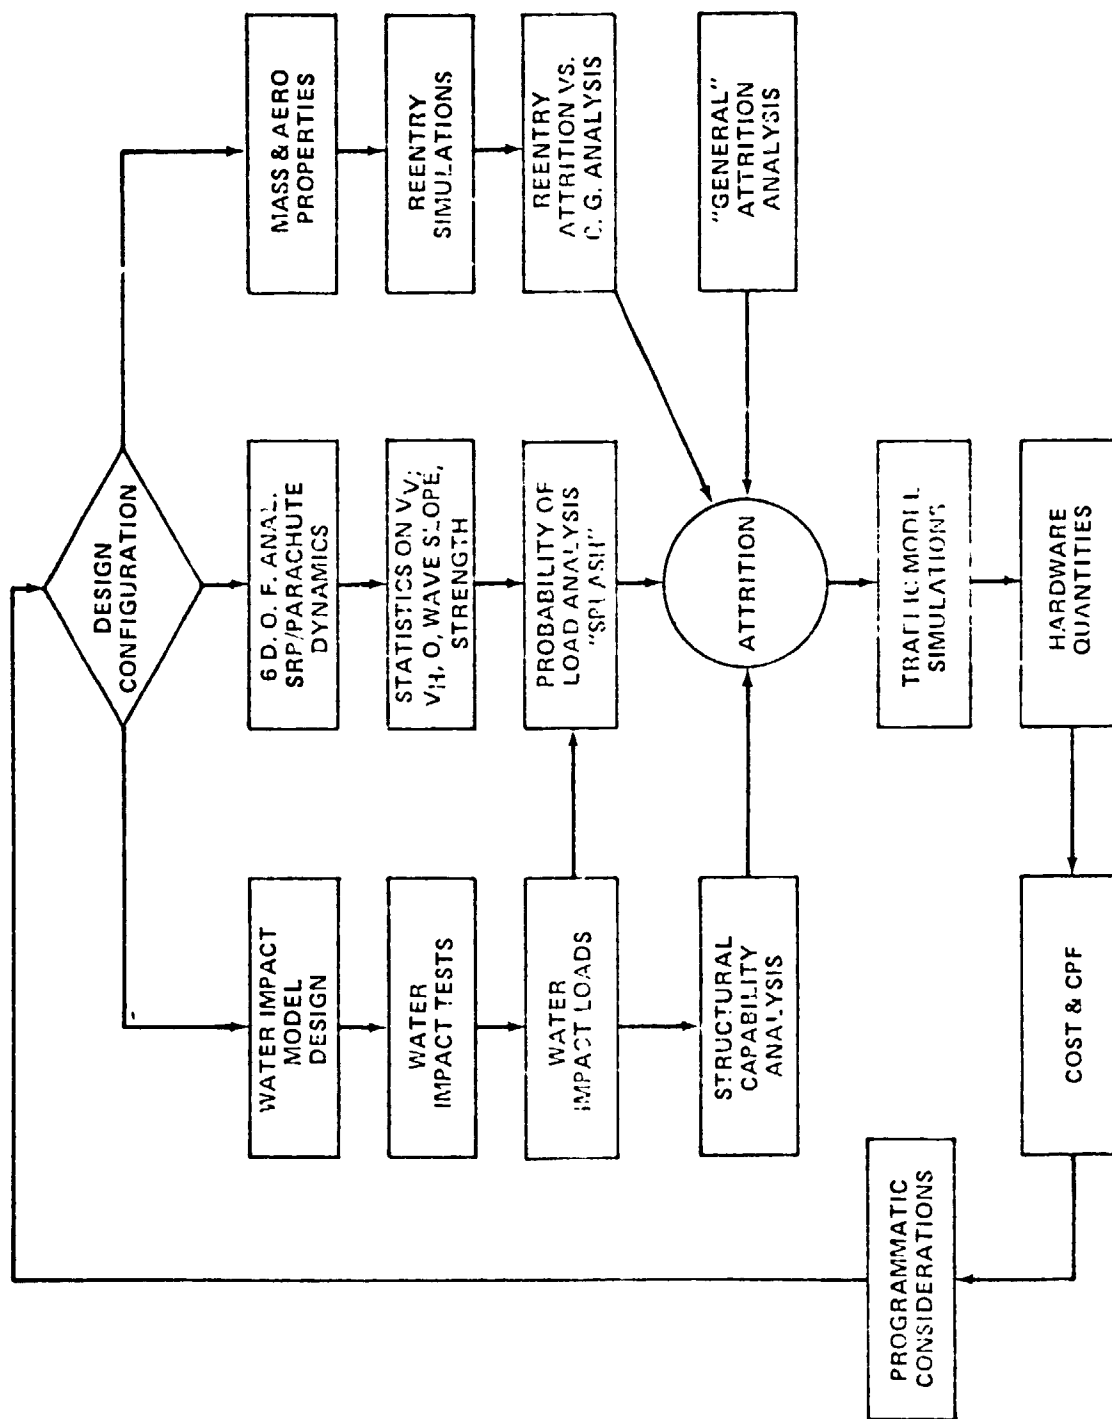 DESIGN
CONFIGURATION
WATER IMPACT
MODEL
DESIGN
WATER
IMPACT TESTS
WATER
IMPACT LOADS
STRUCTURAL
CAPABILITY
ANALYSIS
6 D. O. F. ANAL.
SRP/PARACHUTE
DYNAMICS
STATISTICS ON VV,
VH, O, WAVE SLOPE,
STRENGTH
PROBABILITY OF
LOAD ANALYSIS
"SPLASH"
MASS & AERO
PROPERTIES
REENTRY
SIMULATIONS
REENTRY
ATTRITION VS.
C. G. ANALYSIS
"GENERAL"
ATTRITION
ANALYSIS
ATTRITION
TRAFFIC MODEL
SIMULATIONS
HARDWARE
QUANTITIES
COST & CPF
PROGRAMMATIC
CONSIDERATIONS